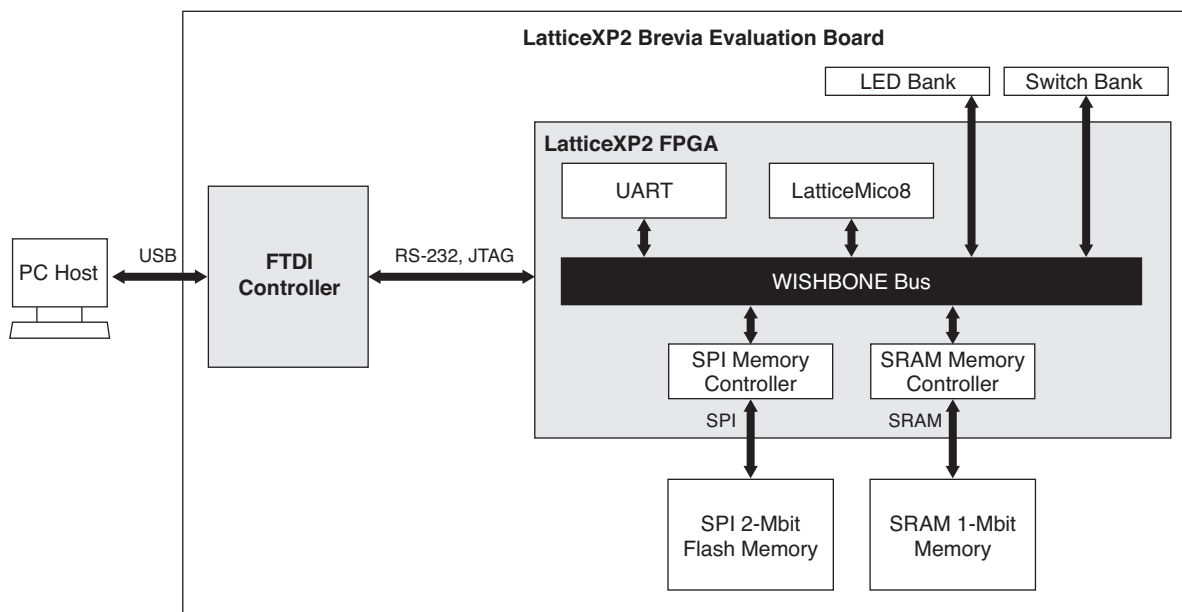 LatticeXP2 Brevia Evaluation Board
LED Bank
Switch Bank
LatticeXP2 FPGA
UART
LatticeMico8
PC Host
USB
FTDI
Controller
RS-232, JTAG
WISHBONE Bus
SPI Memory
Controller
SRAM Memory
Controller
SPI
SRAM
SPI 2-Mbit
Flash Memory
SRAM 1-Mbit
Memory